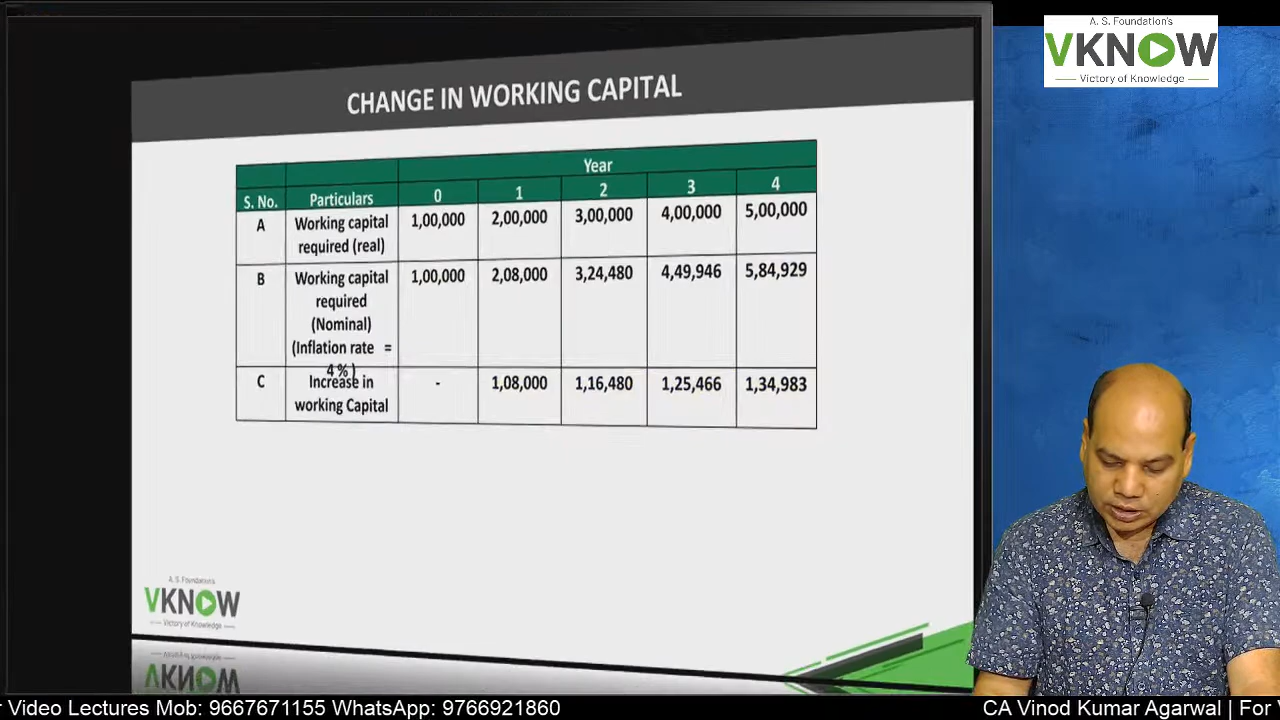 A. S. Foundation's
VKNOW
Victory of Knowledge
CHANGE IN WORKING CAPITAL
Year
S. No. Particulars 0 1 2 3 4
A Working capital 1,00,000 2,00,000 3,00,000 4,00,000 5,00,000
required (real)
B Working capital 1,00,000 2,08,000 3,24,480 4,49,946 5,84,929
required
(Nominal)
(Inflation rate =
4 % )
C Increase in - 1,08,000 1,16,480 1,25,466 1,34,983
working Capital
A. S. Foundation's
VKNOW
Victory of Knowledge
Video Lectures Mob: 9667671155 WhatsApp: 9766921860 CA Vinod Kumar Agarwal | For